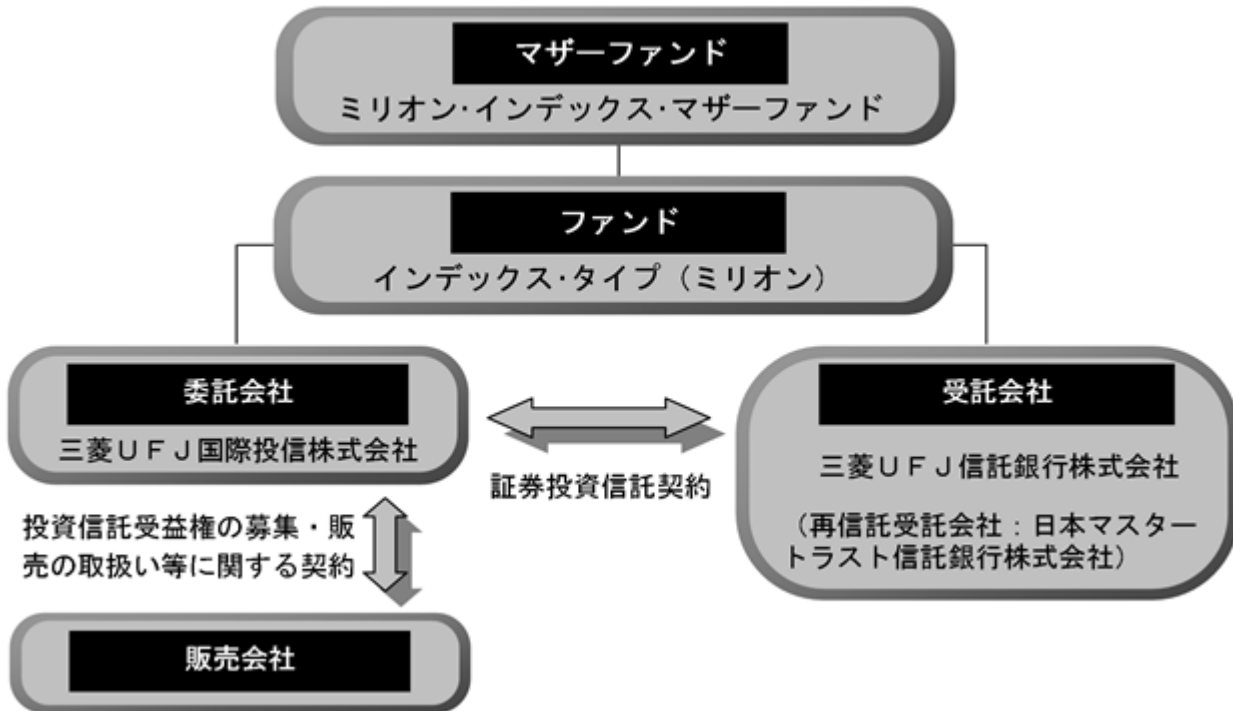 マザーファンド
ミリオン・インデックス・マザーファンド
ファンド
インデックス・タイプ（ミリオン）
委託会社
三菱ＵＦＪ国際投信株式会社
証券投資信託契約
受託会社
三菱ＵＦＪ信託銀行株式会社
（再信託受託会社：日本マスター
トラスト信託銀行株式会社）
投資信託受益権の募集・販
売の取扱い等に関する契約
販売会社